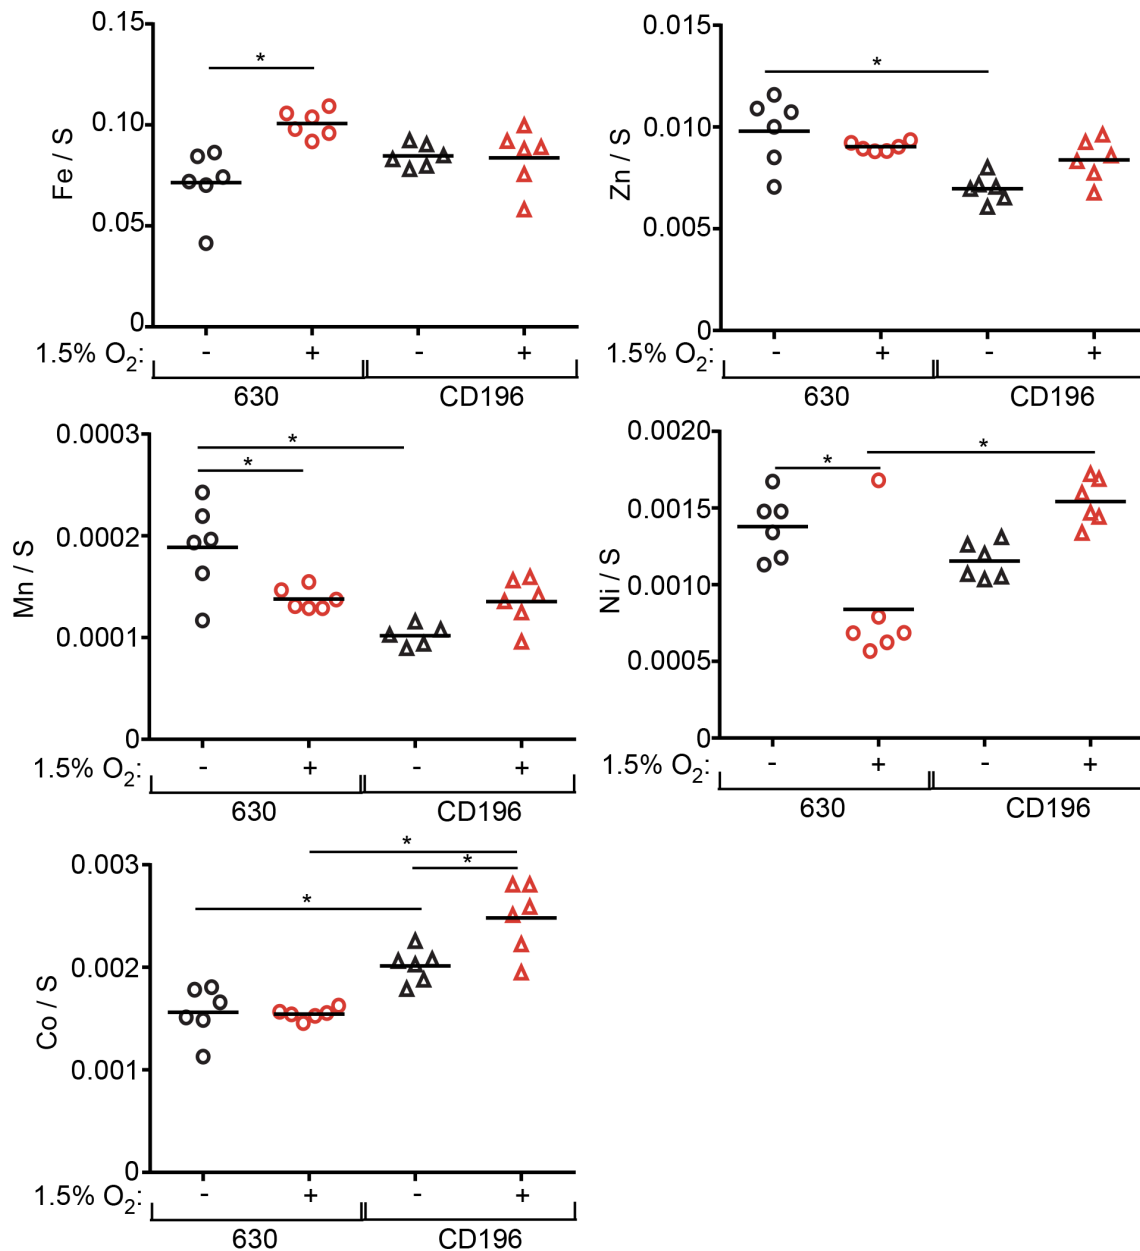 0.15
*
0.10
Fe / S
0.05
0
1.5% O2: - + - +
630 CD196
0.015
*
0.010
Zn / S
0.005
0
- + - +
630 CD196
0.0003
*
*
0.0002
Mn / S
0.0001
0
1.5% O2: - + - +
630 CD196
0.0020
*
*
0.0015
Ni / S
0.0010
0.0005
0
1.5% O2: - + - +
630 CD196
*
0.003
*
*
0.002
Co / S
0.001
0
1.5% O2: - + - +
630 CD196